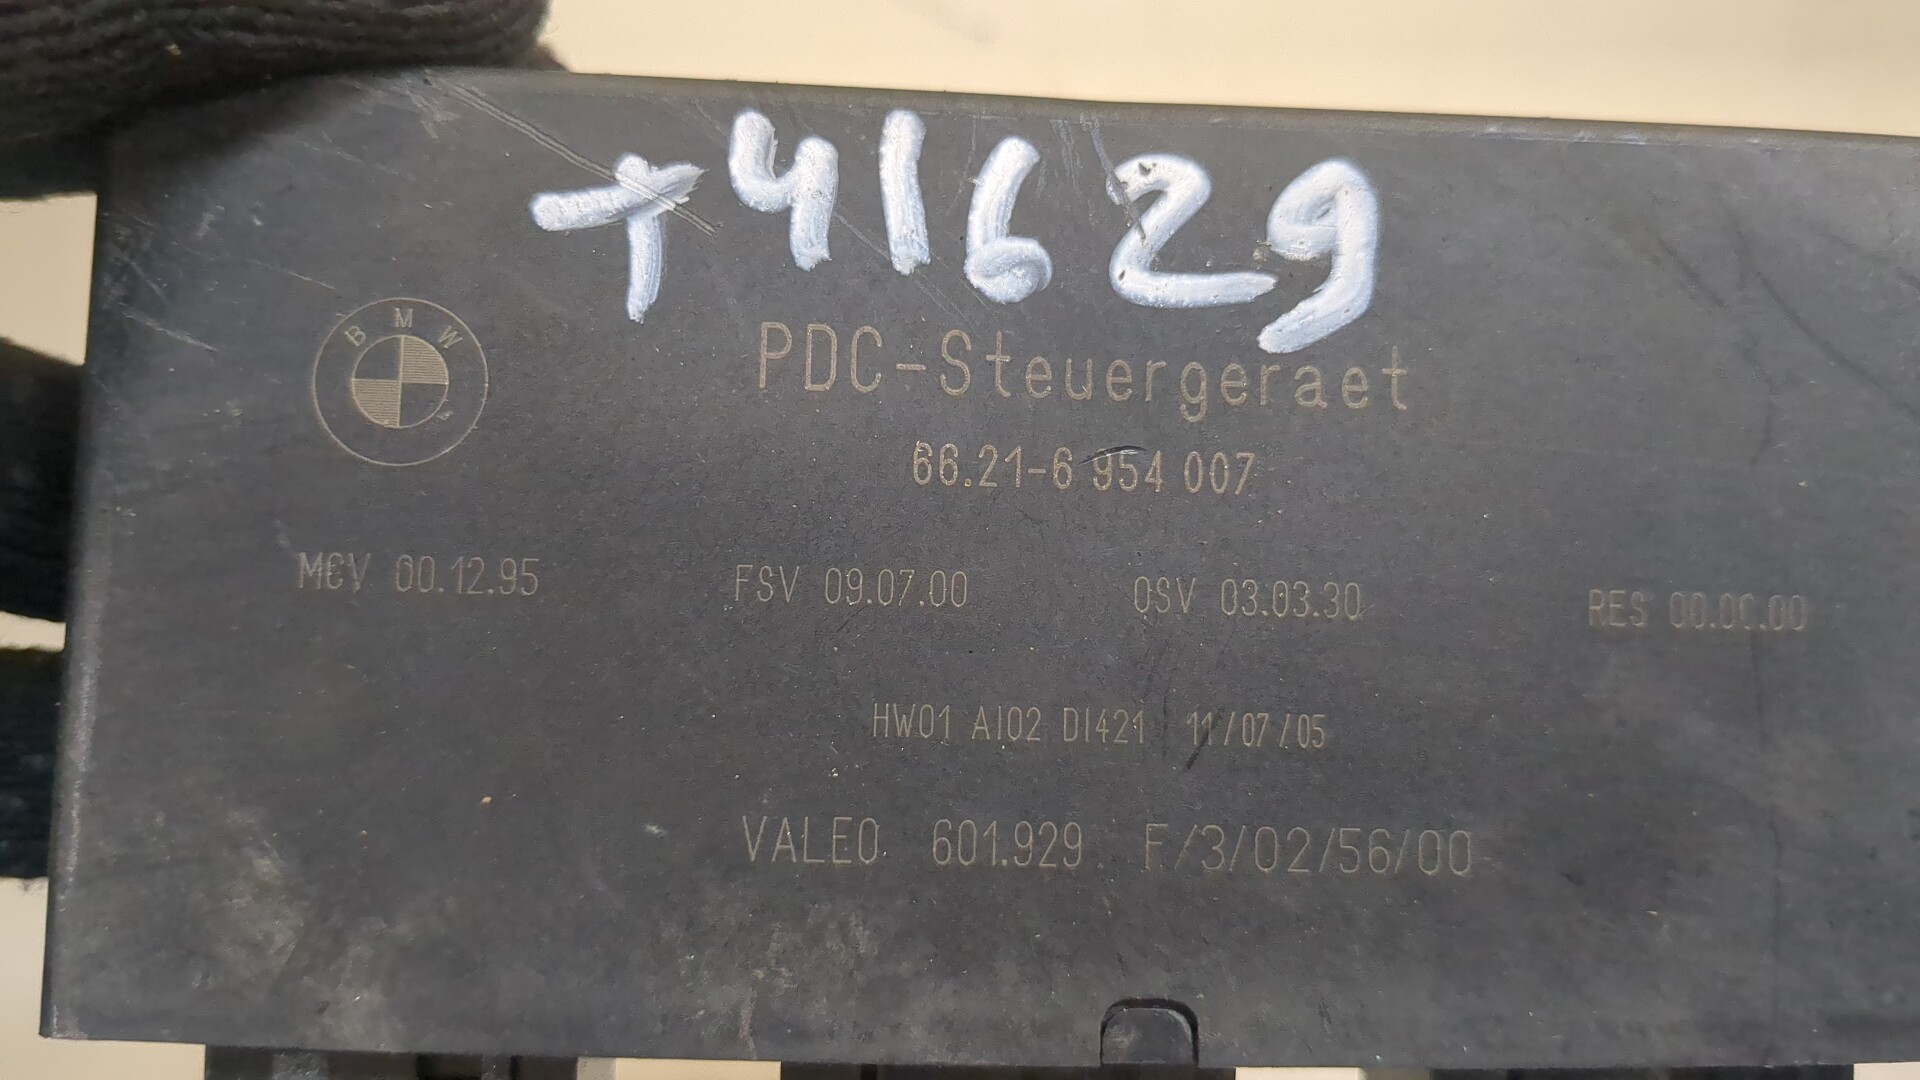 T41629
BMW
PDC-Steuergeraet
66.21-6 954 007
MCV 00.12.95 FSV 09.07.00 OSV 03.03.30 RES 00.00.00
HW01 AI02 DI421 11/07/05
VALEO 601.929 F/3/02/56/00